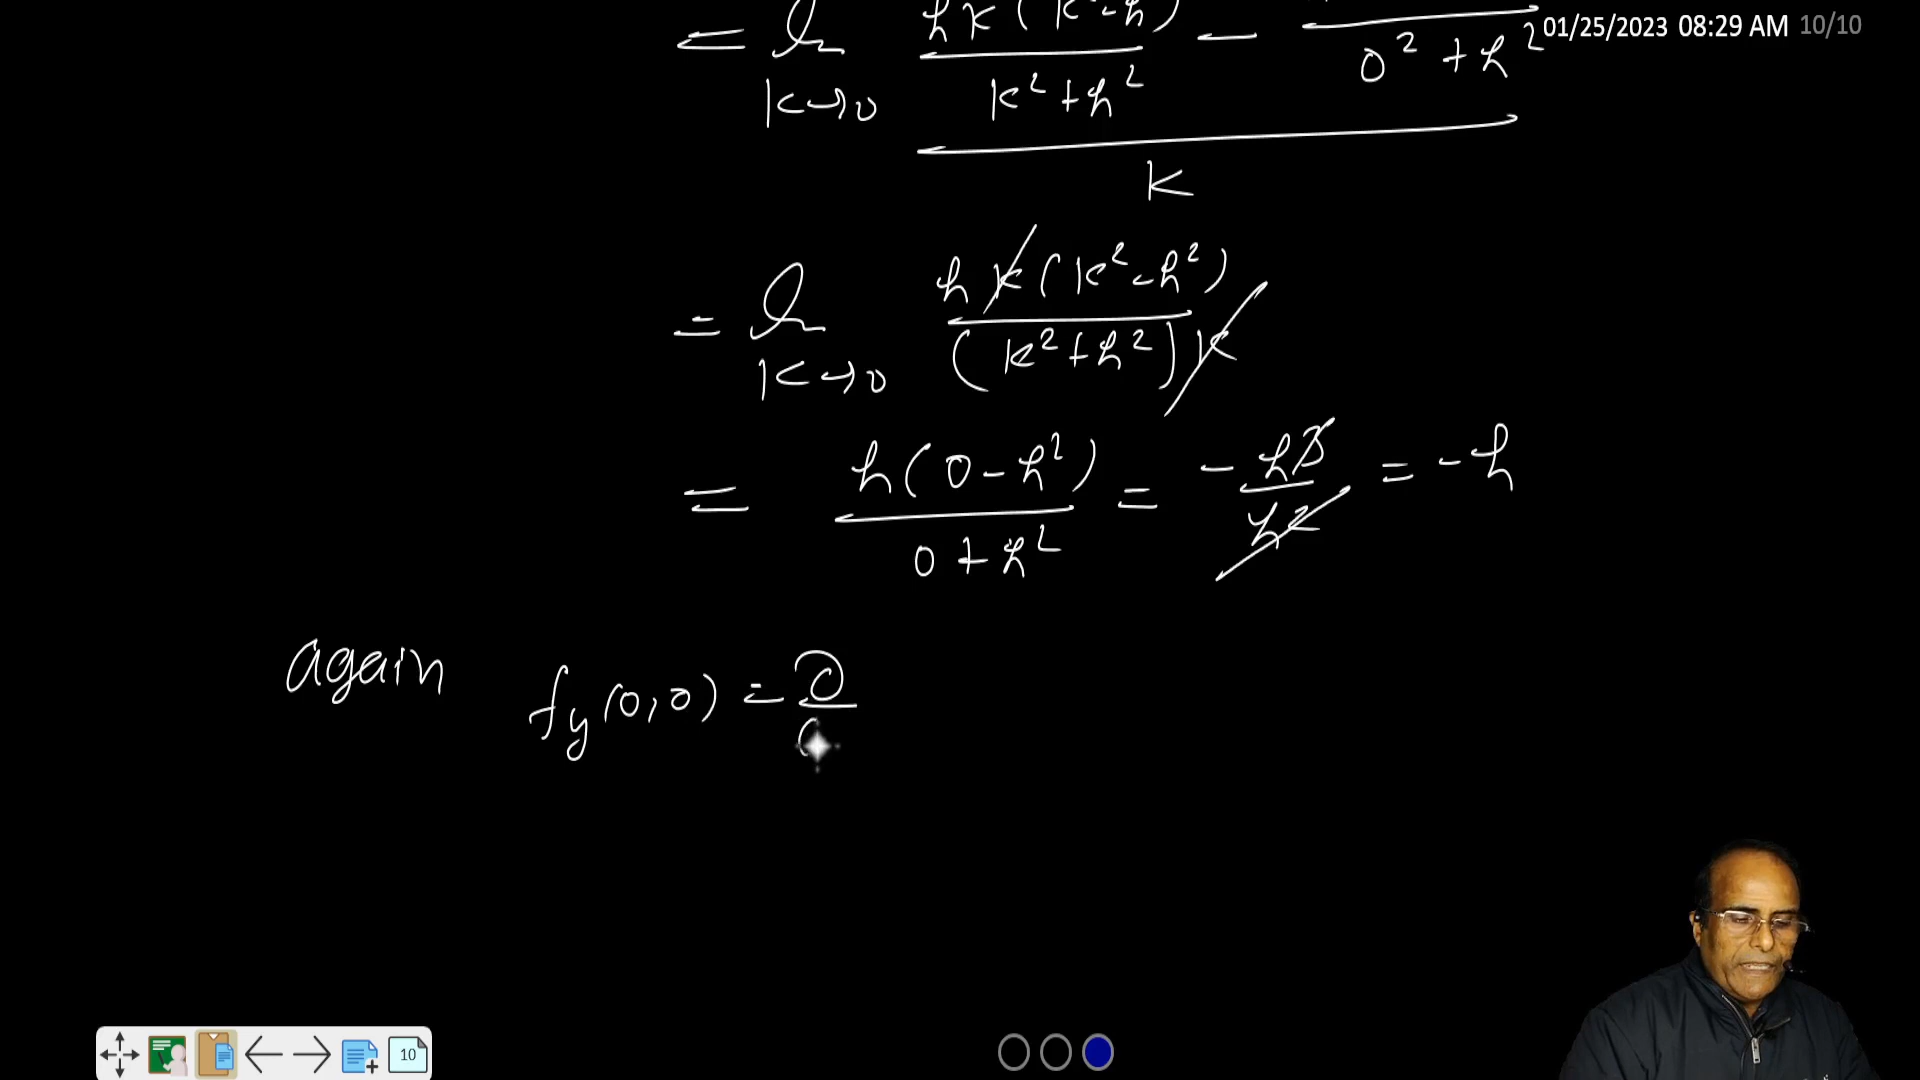 01/25/2023 08:29 AM 10/10
= lim hk(k²-h²) -
k→0 k²+h² 0²+h²
k
= lim hk(k²-h²)
k→0 (k²+h²)k
= h(0-h²) = -h3 = -h
0+h² h2
again fy(0,0) = ∂
10